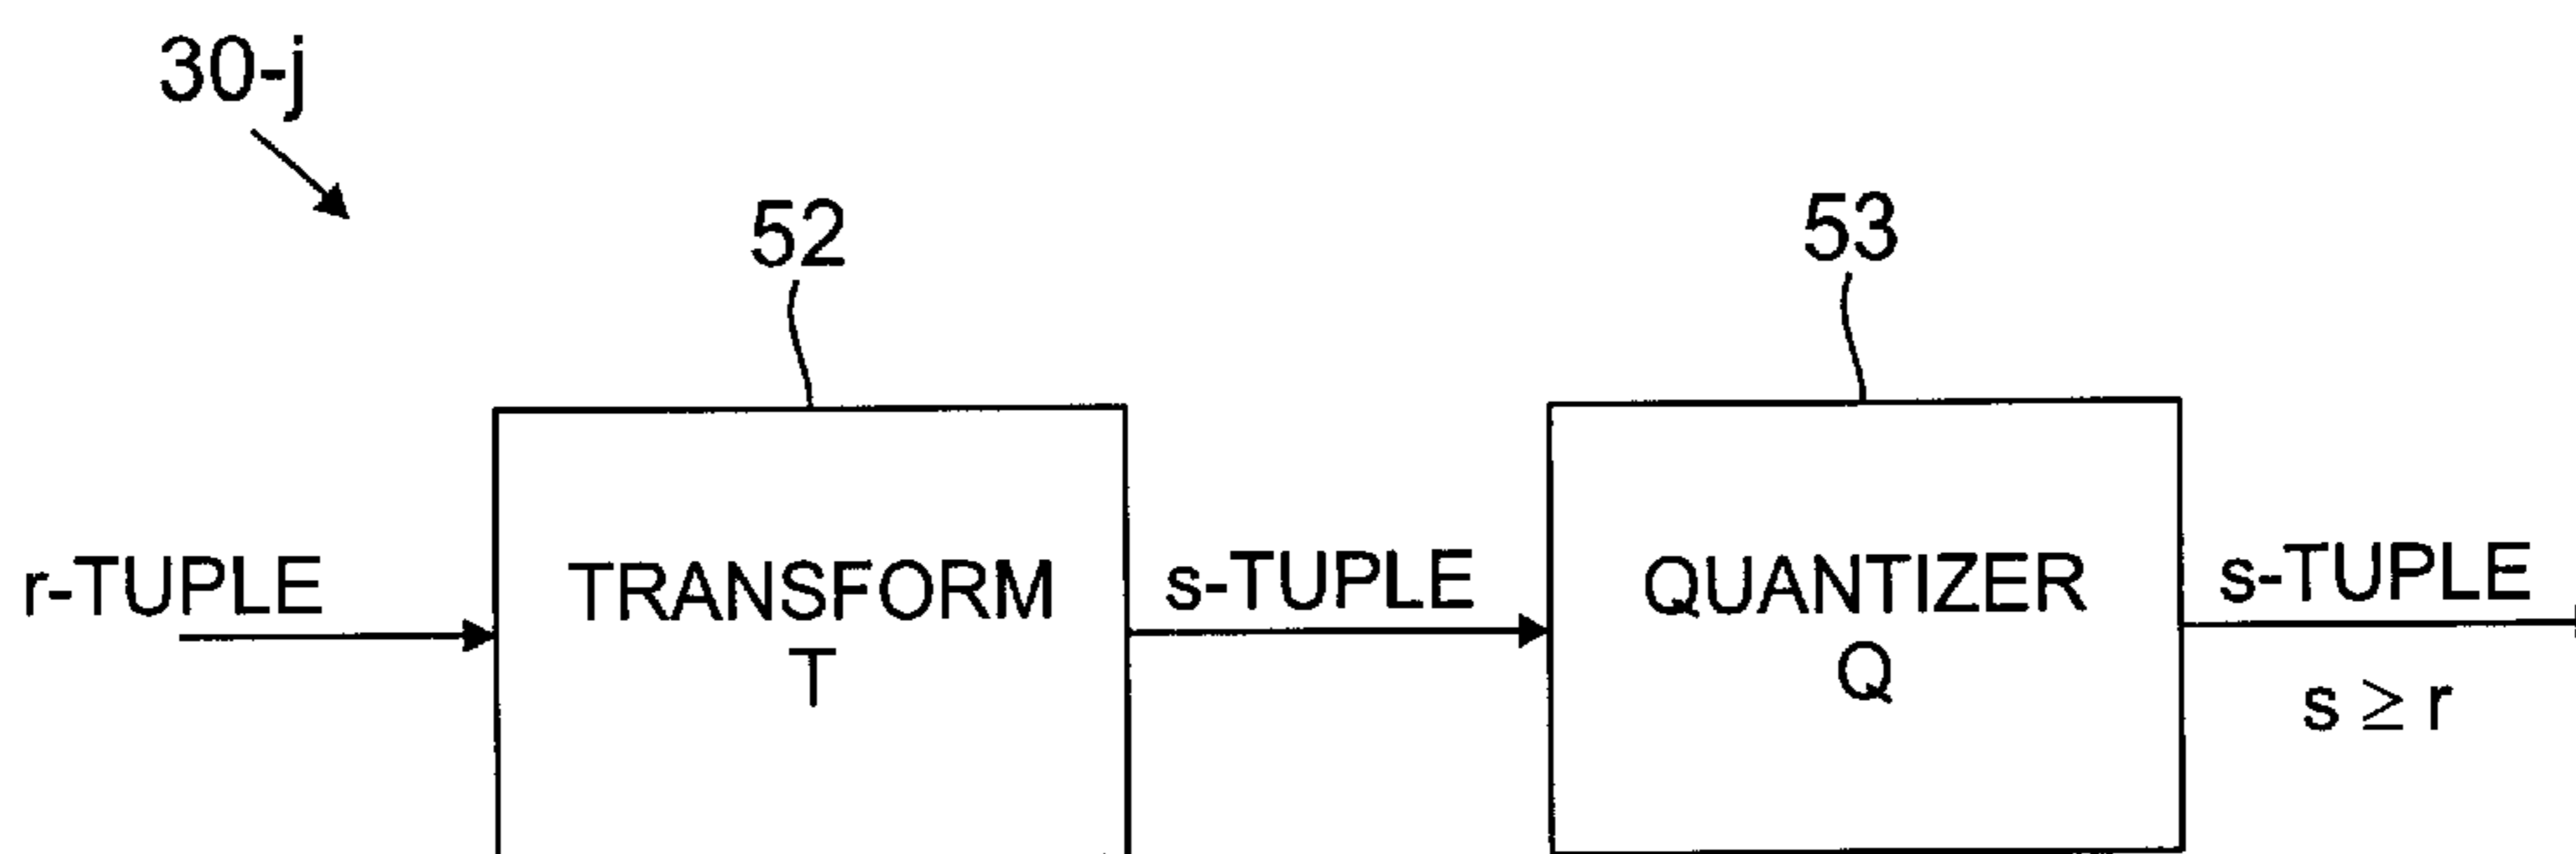 30-j
52
53
r-TUPLE
TRANSFORM
T
s-TUPLE
QUANTIZER
Q
s-TUPLE
s ≥ r